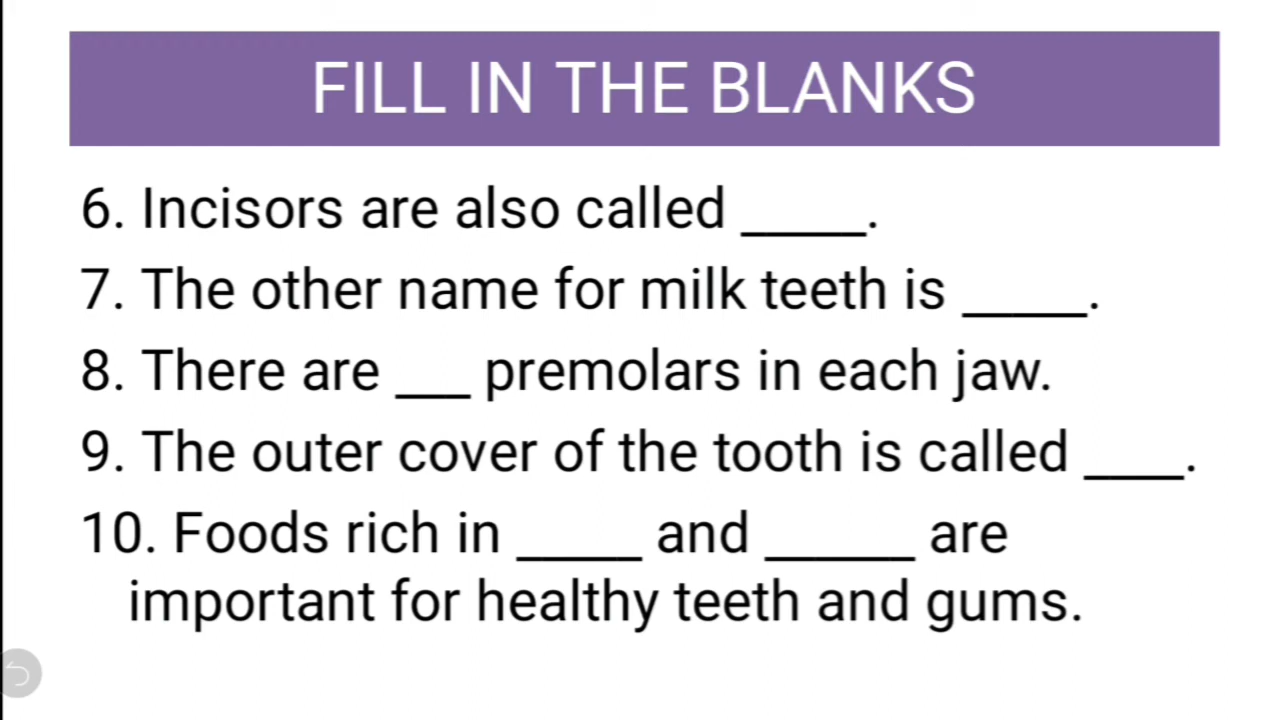 FILL IN THE BLANKS
6. Incisors are also called _____.
7. The other name for milk teeth is _____.
8. There are ___ premolars in each jaw.
9. The outer cover of the tooth is called ____.
10. Foods rich in _____ and ______ are
important for healthy teeth and gums.